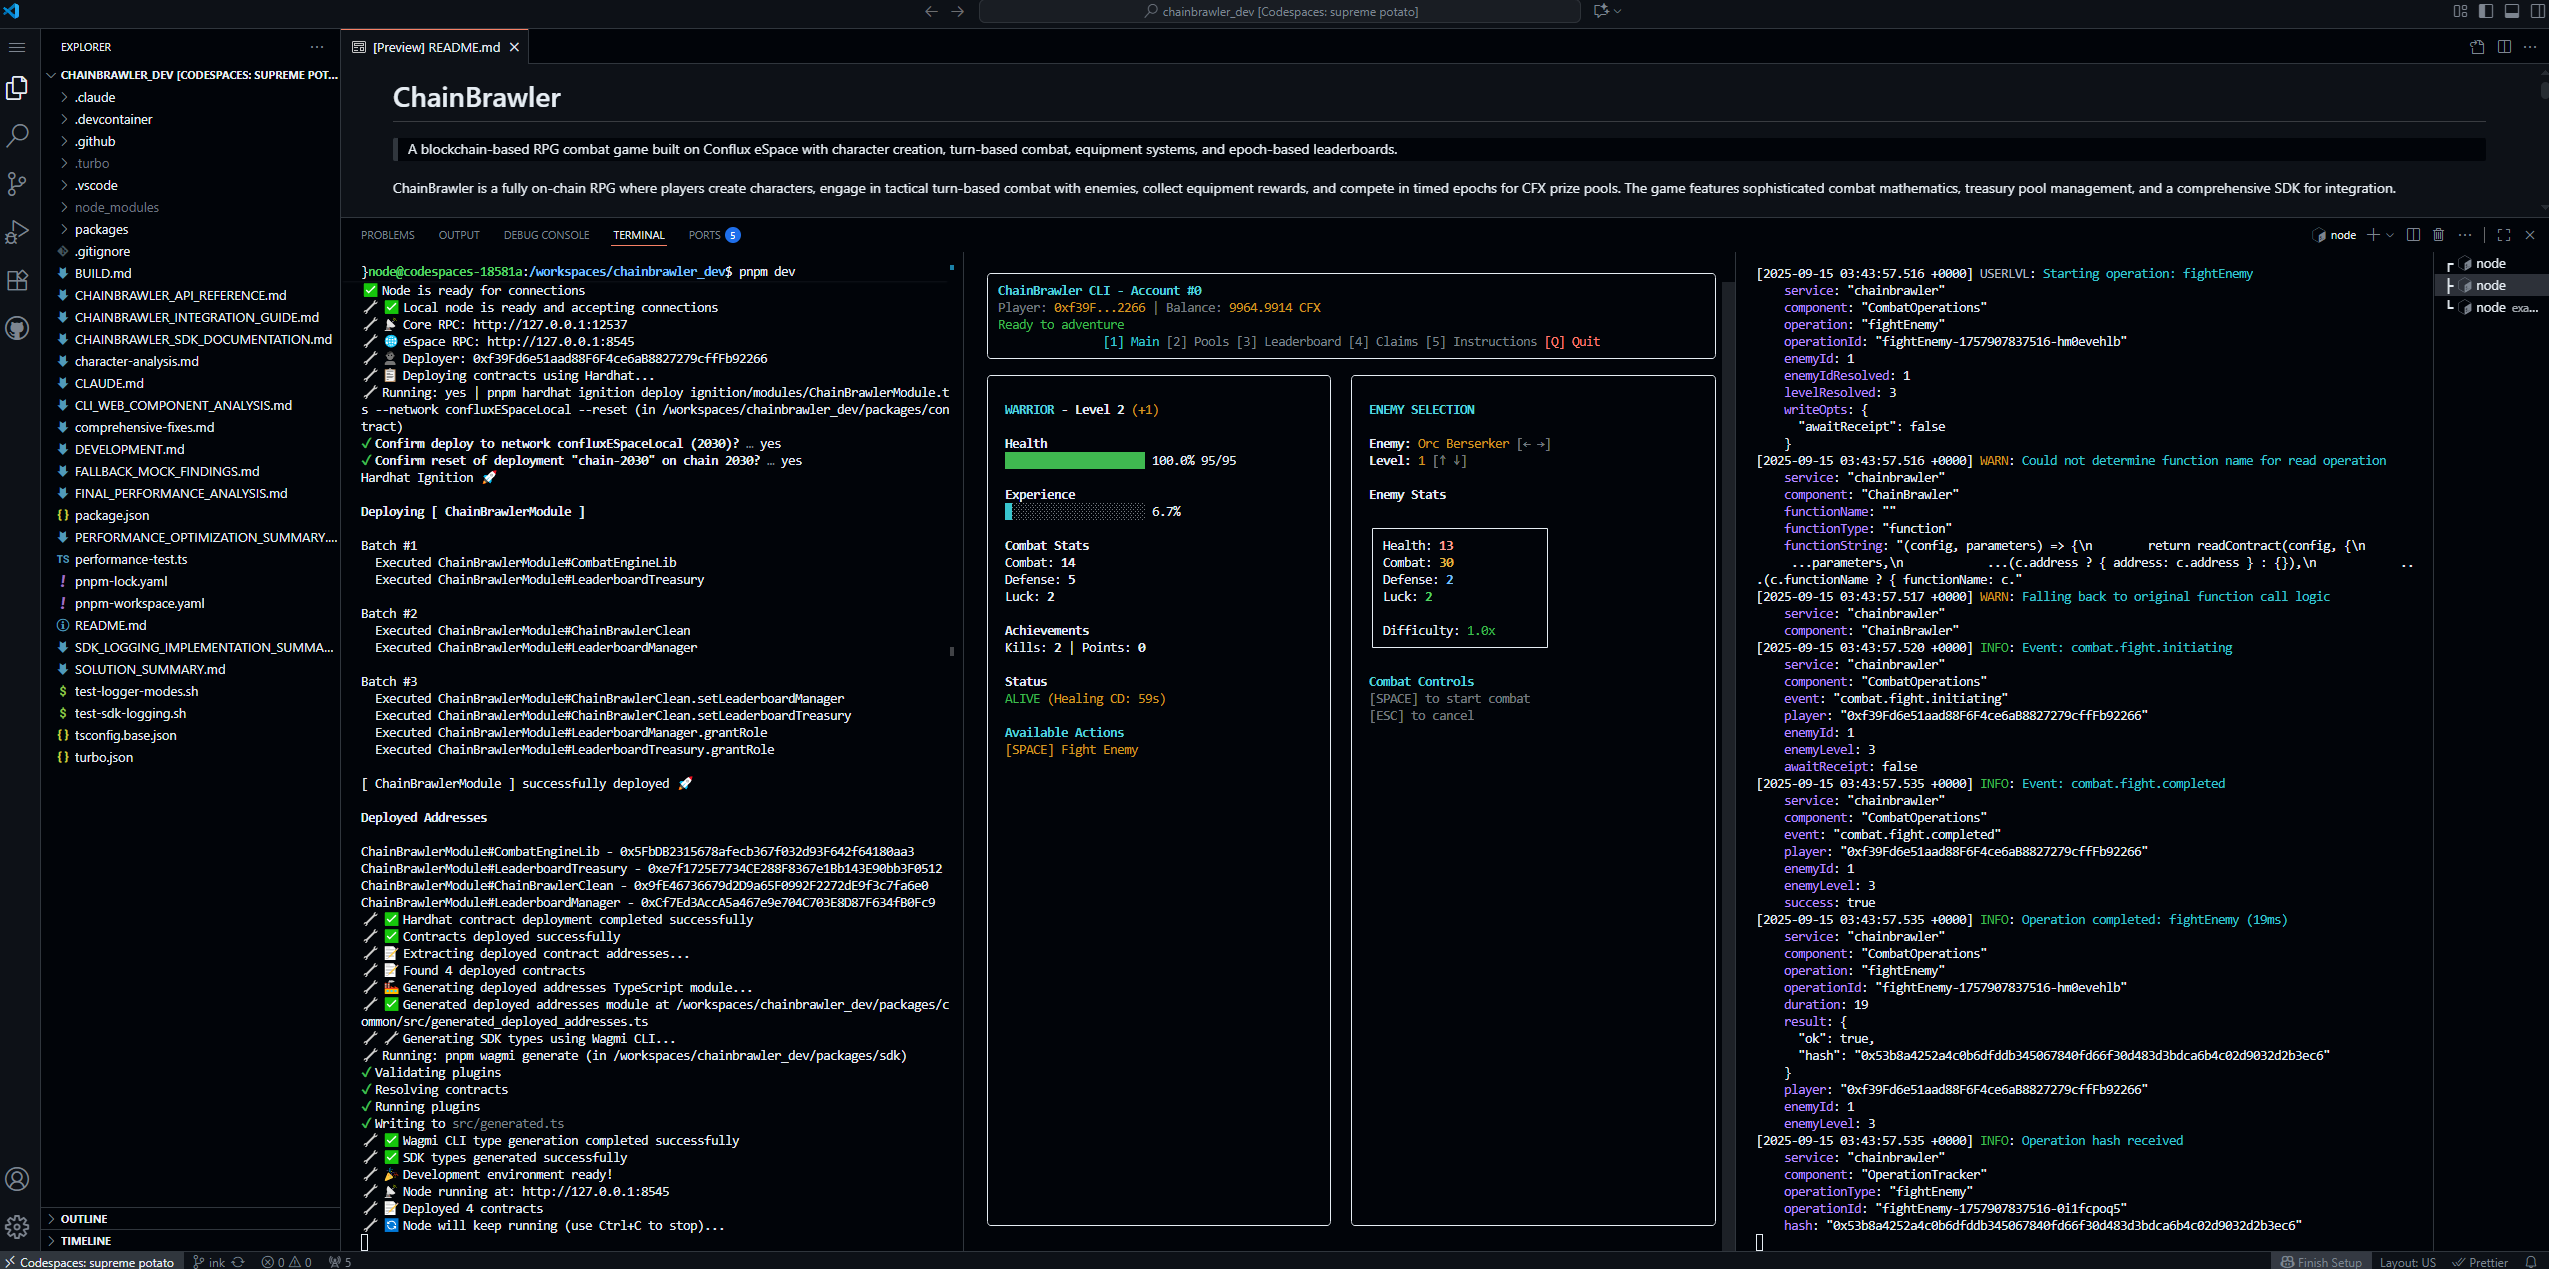 chainbrawler_dev [Codespaces: supreme potato]
EXPLORER
CHAINBRAWLER_DEV [CODESPACES: SUPREME POT...
.claude
.devcontainer
.github
.turbo
.vscode
node_modules
packages
.gitignore
BUILD.md
CHAINBRAWLER_API_REFERENCE.md
CHAINBRAWLER_INTEGRATION_GUIDE.md
CHAINBRAWLER_SDK_DOCUMENTATION.md
character-analysis.md
CLAUDE.md
CLI_WEB_COMPONENT_ANALYSIS.md
comprehensive-fixes.md
DEVELOPMENT.md
FALLBACK_MOCK_FINDINGS.md
FINAL_PERFORMANCE_ANALYSIS.md
package.json
PERFORMANCE_OPTIMIZATION_SUMMARY....
performance-test.ts
pnpm-lock.yaml
pnpm-workspace.yaml
README.md
SDK_LOGGING_IMPLEMENTATION_SUMMA...
SOLUTION_SUMMARY.md
test-logger-modes.sh
test-sdk-logging.sh
tsconfig.base.json
turbo.json
OUTLINE
TIMELINE
[Preview] README.md
ChainBrawler
A blockchain-based RPG combat game built on Conflux eSpace with character creation, turn-based combat, equipment systems, and epoch-based leaderboards.
ChainBrawler is a fully on-chain RPG where players create characters, engage in tactical turn-based combat with enemies, collect equipment rewards, and compete in timed epochs for CFX prize pools. The game features sophisticated combat mathematics, treasury pool management, and a comprehensive SDK for integration.
PROBLEMS OUTPUT DEBUG CONSOLE TERMINAL PORTS 5
node
}node@codespaces-18581a:/workspaces/chainbrawler_dev$ pnpm dev
✅ Node is ready for connections
✅ Local node is ready and accepting connections
Core RPC: http://127.0.0.1:12537
eSpace RPC: http://127.0.0.1:8545
Deployer: 0xf39Fd6e51aad88F6F4ce6aB8827279cffFb92266
Deploying contracts using Hardhat...
Running: yes | pnpm hardhat ignition deploy ignition/modules/ChainBrawlerModule.t
s --network confluxESpaceLocal --reset (in /workspaces/chainbrawler_dev/packages/con
tract)
✓ Confirm deploy to network confluxESpaceLocal (2030)? … yes
✓ Confirm reset of deployment "chain-2030" on chain 2030? … yes
Hardhat Ignition 🚀
Deploying [ ChainBrawlerModule ]
Batch #1
Executed ChainBrawlerModule#CombatEngineLib
Executed ChainBrawlerModule#LeaderboardTreasury
Batch #2
Executed ChainBrawlerModule#ChainBrawlerClean
Executed ChainBrawlerModule#LeaderboardManager
Batch #3
Executed ChainBrawlerModule#ChainBrawlerClean.setLeaderboardManager
Executed ChainBrawlerModule#ChainBrawlerClean.setLeaderboardTreasury
Executed ChainBrawlerModule#LeaderboardManager.grantRole
Executed ChainBrawlerModule#LeaderboardTreasury.grantRole
[ ChainBrawlerModule ] successfully deployed 🚀
Deployed Addresses
ChainBrawlerModule#CombatEngineLib - 0x5FbDB2315678afecb367f032d93F642f64180aa3
ChainBrawlerModule#LeaderboardTreasury - 0xe7f1725E7734CE288F8367e1Bb143E90bb3F0512
ChainBrawlerModule#ChainBrawlerClean - 0x9fE46736679d2D9a65F0992F2272dE9f3c7fa6e0
ChainBrawlerModule#LeaderboardManager - 0xCf7Ed3AccA5a467e9e704C703E8D87F634fB0Fc9
✅ Hardhat contract deployment completed successfully
✅ Contracts deployed successfully
Extracting deployed contract addresses...
Found 4 deployed contracts
Generating deployed addresses TypeScript module...
✅ Generated deployed addresses module at /workspaces/chainbrawler_dev/packages/c
ommon/src/generated_deployed_addresses.ts
Generating SDK types using Wagmi CLI...
Running: pnpm wagmi generate (in /workspaces/chainbrawler_dev/packages/sdk)
✓ Validating plugins
✓ Resolving contracts
✓ Running plugins
✓ Writing to src/generated.ts
✅ Wagmi CLI type generation completed successfully
✅ SDK types generated successfully
Development environment ready!
Node running at: http://127.0.0.1:8545
Deployed 4 contracts
Node will keep running (use Ctrl+C to stop)...
ChainBrawler CLI - Account #0
Player: 0xf39F...2266 | Balance: 9964.9914 CFX
Ready to adventure
[1] Main [2] Pools [3] Leaderboard [4] Claims [5] Instructions [Q] Quit
WARRIOR - Level 2 (+1)
Health
100.0% 95/95
Experience
6.7%
Combat Stats
Combat: 14
Defense: 5
Luck: 2
Achievements
Kills: 2 | Points: 0
Status
ALIVE (Healing CD: 59s)
Available Actions
[SPACE] Fight Enemy
ENEMY SELECTION
Enemy: Orc Berserker [← →]
Level: 1 [↑ ↓]
Enemy Stats
Health: 13
Combat: 30
Defense: 2
Luck: 2
Difficulty: 1.0x
Combat Controls
[SPACE] to start combat
[ESC] to cancel
[2025-09-15 03:43:57.516 +0000] USERLVL: Starting operation: fightEnemy
service: "chainbrawler"
component: "CombatOperations"
operation: "fightEnemy"
operationId: "fightEnemy-1757907837516-hm0evehlb"
enemyId: 1
enemyIdResolved: 1
levelResolved: 3
writeOpts: {
"awaitReceipt": false
}
[2025-09-15 03:43:57.516 +0000] WARN: Could not determine function name for read operation
service: "chainbrawler"
component: "ChainBrawler"
functionName: ""
functionType: "function"
functionString: "(config, parameters) => {\n return readContract(config, {\n
...parameters,\n ...(c.address ? { address: c.address } : {}),\n ..
.(c.functionName ? { functionName: c."
[2025-09-15 03:43:57.517 +0000] WARN: Falling back to original function call logic
service: "chainbrawler"
component: "ChainBrawler"
[2025-09-15 03:43:57.520 +0000] INFO: Event: combat.fight.initiating
service: "chainbrawler"
component: "CombatOperations"
event: "combat.fight.initiating"
player: "0xf39Fd6e51aad88F6F4ce6aB8827279cffFb92266"
enemyId: 1
enemyLevel: 3
awaitReceipt: false
[2025-09-15 03:43:57.535 +0000] INFO: Event: combat.fight.completed
service: "chainbrawler"
component: "CombatOperations"
event: "combat.fight.completed"
player: "0xf39Fd6e51aad88F6F4ce6aB8827279cffFb92266"
enemyId: 1
enemyLevel: 3
success: true
[2025-09-15 03:43:57.535 +0000] INFO: Operation completed: fightEnemy (19ms)
service: "chainbrawler"
component: "CombatOperations"
operation: "fightEnemy"
operationId: "fightEnemy-1757907837516-hm0evehlb"
duration: 19
result: {
"ok": true,
"hash": "0x53b8a4252a4c0b6dfddb345067840fd66f30d483d3bdca6b4c02d9032d2b3ec6"
}
player: "0xf39Fd6e51aad88F6F4ce6aB8827279cffFb92266"
enemyId: 1
enemyLevel: 3
[2025-09-15 03:43:57.535 +0000] INFO: Operation hash received
service: "chainbrawler"
component: "OperationTracker"
operationType: "fightEnemy"
operationId: "fightEnemy-1757907837516-0i1fcpoq5"
hash: "0x53b8a4252a4c0b6dfddb345067840fd66f30d483d3bdca6b4c02d9032d2b3ec6"
node
node
node exa...
Codespaces: supreme potato ink 0 0 5
Finish Setup Layout: US Prettier